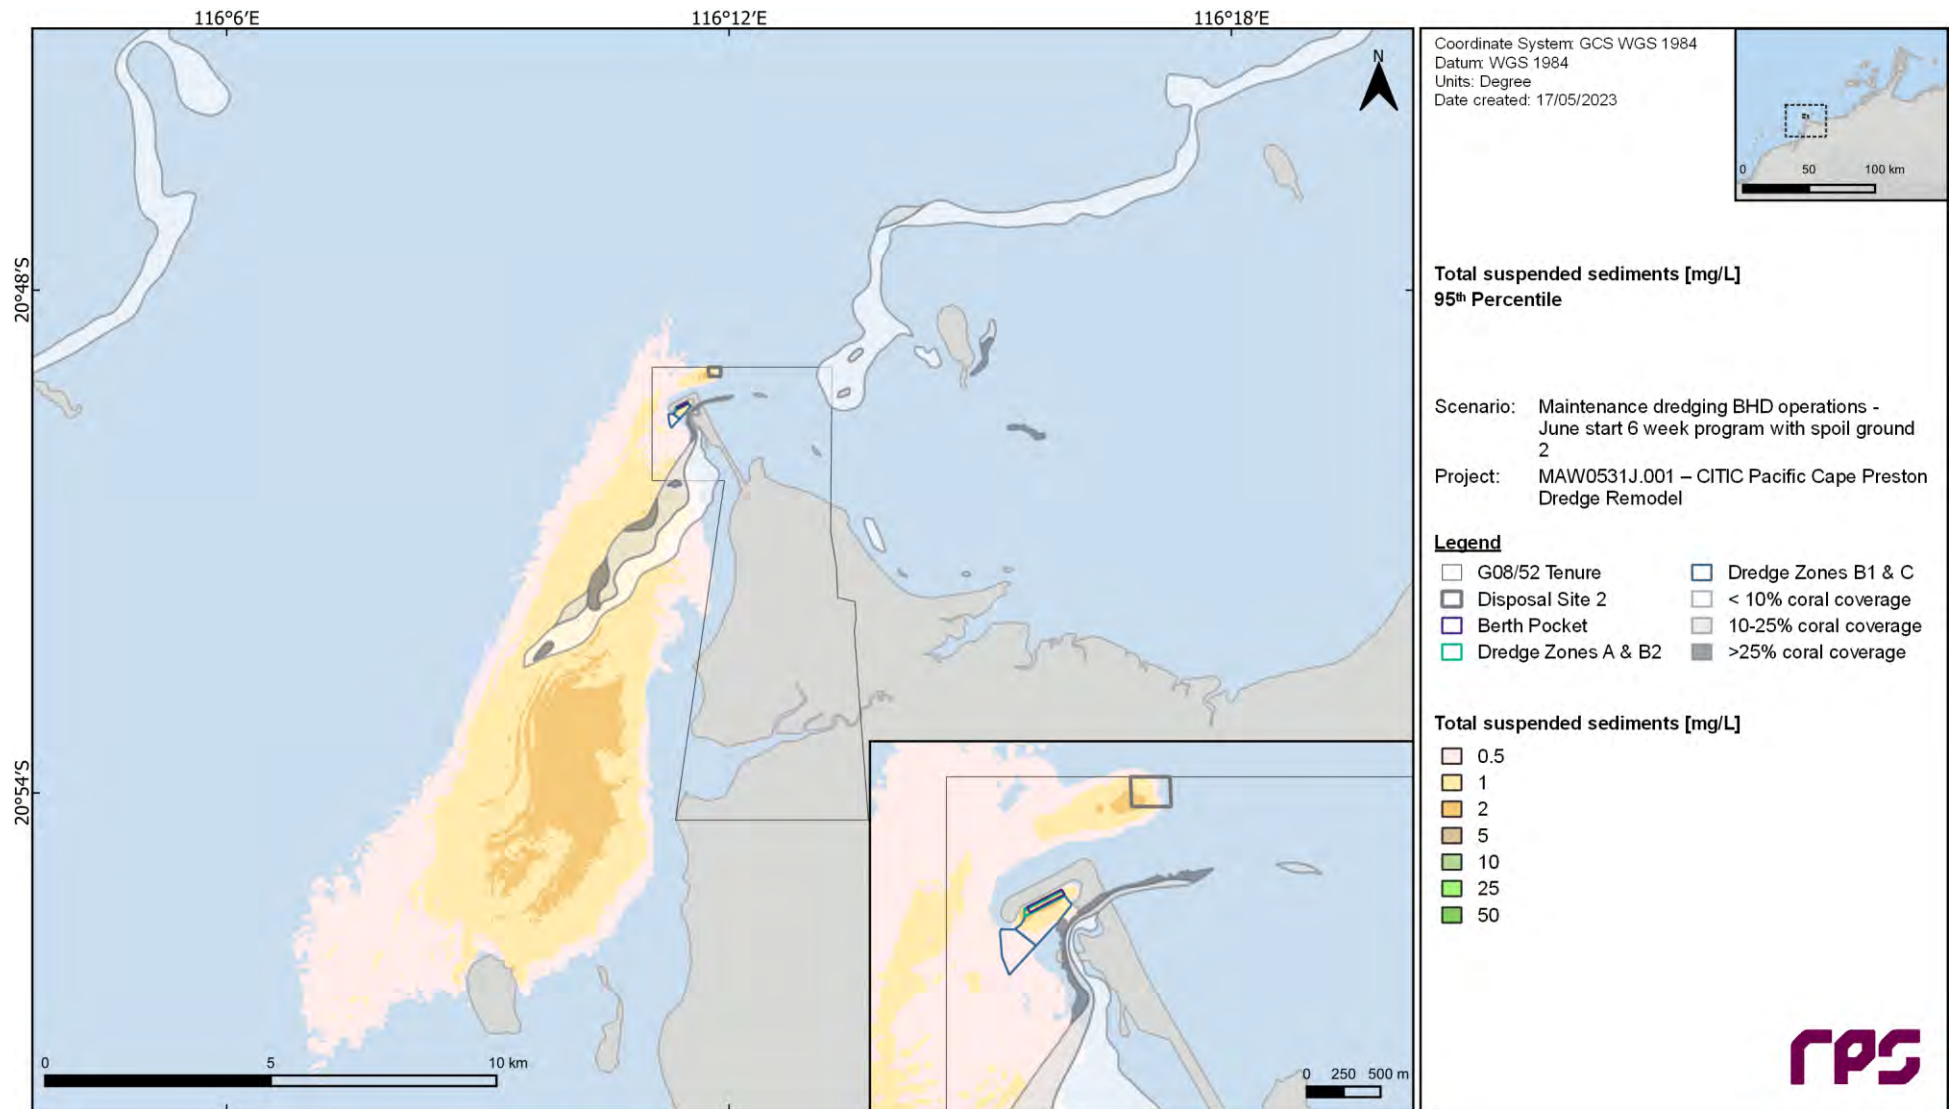 116°6'E
116°12'E
116°18'E
20°48'S
20°54'S
N
0 5 10 km
0 250 500 m
Coordinate System: GCS WGS 1984
Datum: WGS 1984
Units: Degree
Date created: 17/05/2023
0 50 100 km
Total suspended sediments [mg/L]
95th Percentile
Scenario: Maintenance dredging BHD operations -
June start 6 week program with spoil ground
2
Project: MAW0531J.001 – CITIC Pacific Cape Preston
Dredge Remodel
Legend
G08/52 Tenure
Disposal Site 2
Berth Pocket
Dredge Zones A & B2
Dredge Zones B1 & C
< 10% coral coverage
10-25% coral coverage
>25% coral coverage
Total suspended sediments [mg/L]
0.5
1
2
5
10
25
50
rps